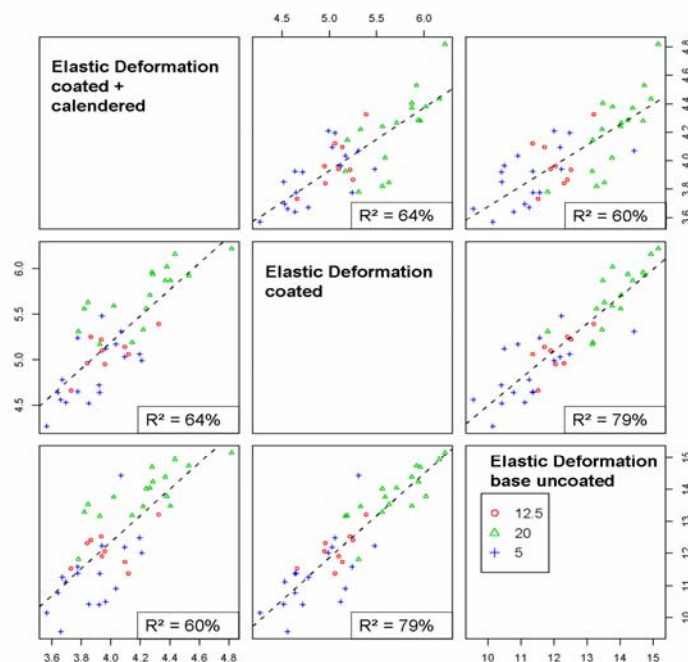 4.5 5.0 5.5 6.0
Elastic Deformation
coated +
calendered
R² = 64%
R² = 60%
3.6 3.8 4.0 4.2 4.4 4.6 4.8
4.5 5.0 5.5 6.0
R² = 64%
Elastic Deformation
coated
R² = 79%
R² = 60%
R² = 79%
Elastic Deformation
base uncoated
12.5
20
5
10 11 12 13 14 15
3.6 3.8 4.0 4.2 4.4 4.6 4.8
10 11 12 13 14 15